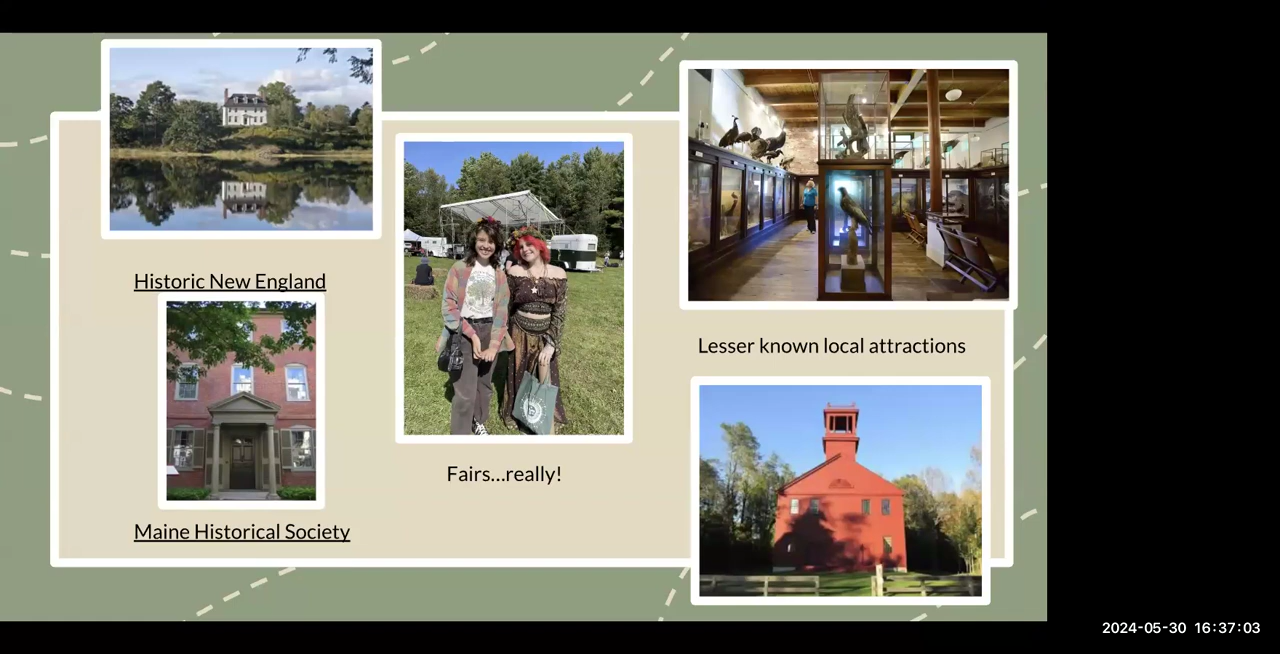 Historic New England
Maine Historical Society
Fairs...really!
Lesser known local attractions
2024-05-30 16:37:03